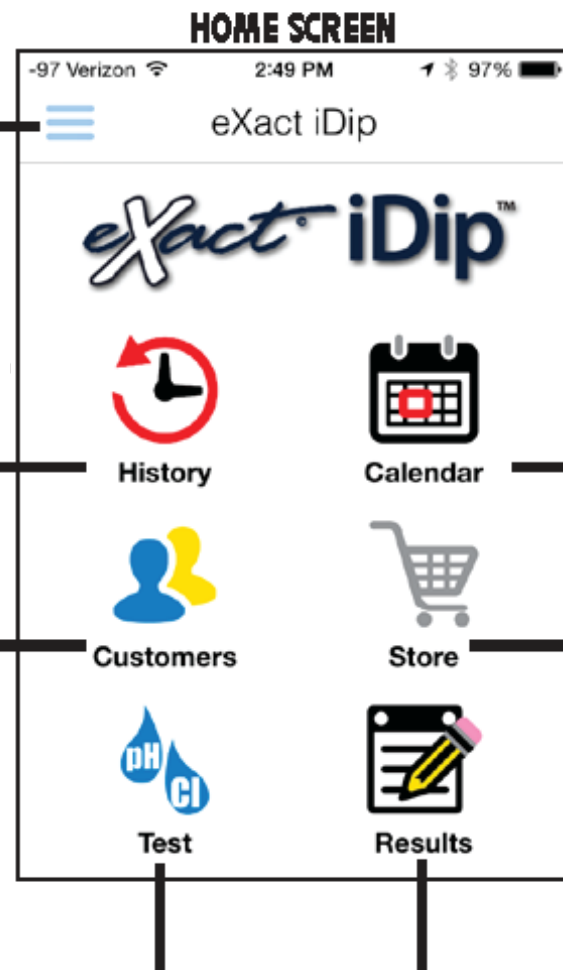 HOME SCREEN
-97 Verizon 2:49 PM 97%
eXact iDip
eXact® iDip™
History Calendar
Customers Store
pH
Cl
Test Results